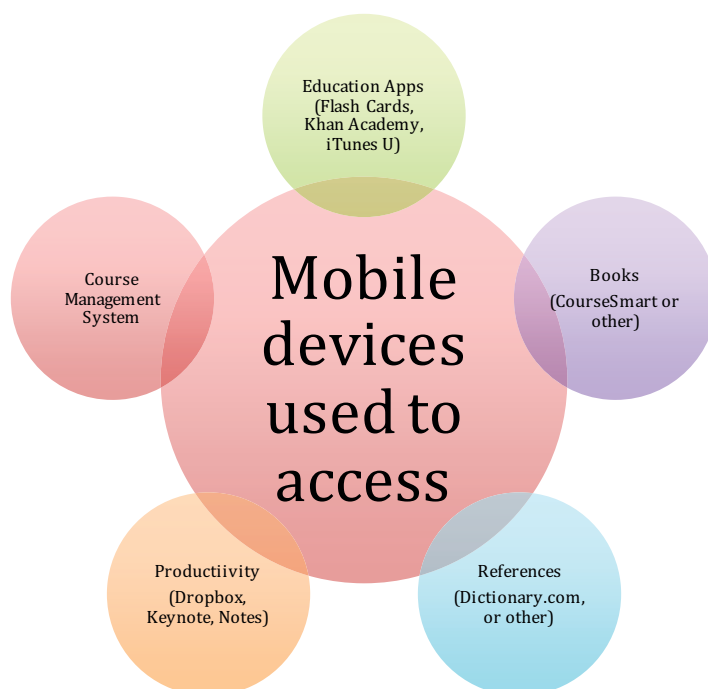 Education Apps
(Flash Cards,
Khan Academy,
iTunes U)
Mobile
devices
used to
access
Books
(CourseSmart or
other)
References
(Dictionary.com,
or other)
Productiivity
(Dropbox,
Keynote, Notes)
Course
Management
System